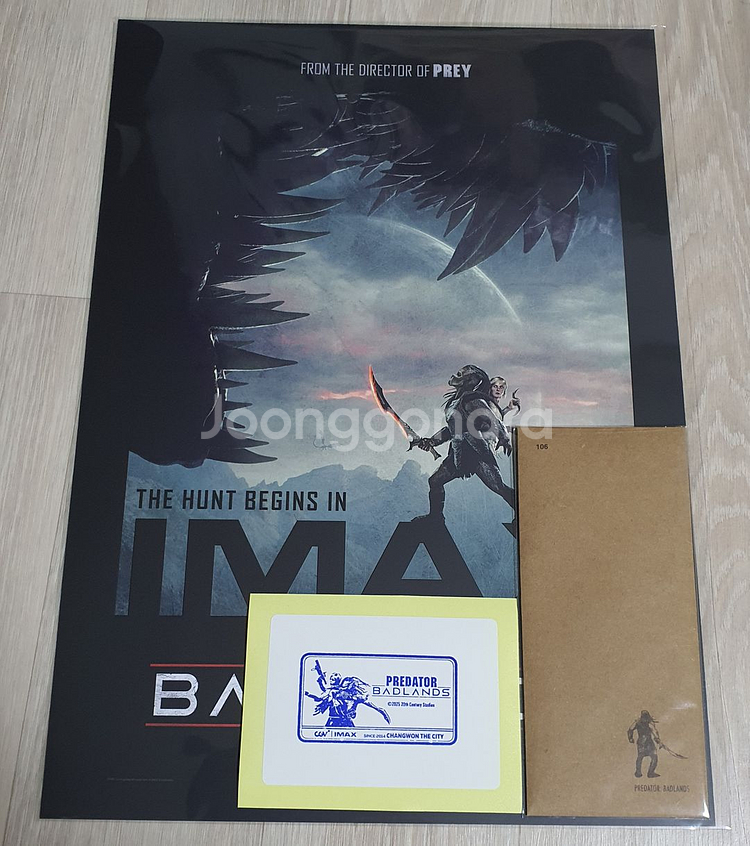 FROM THE DIRECTOR OF PREY
Joonggonara
THE HUNT BEGINS IN
IMA
BA
106
PREDATOR
BADLANDS
©2025 20th Century Studios
CGV IMAX SINCE 2014 CHANGWON THE CITY
PREDATOR: BADLANDS